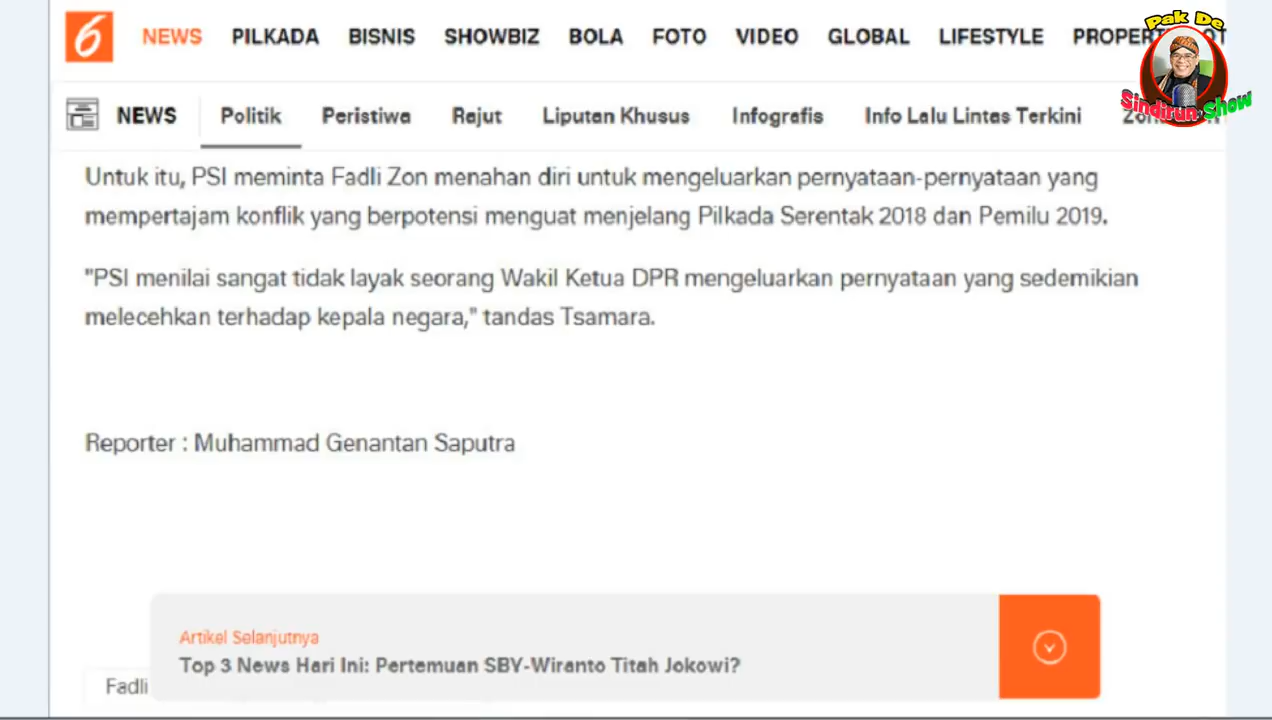 6 NEWS PILKADA BISNIS SHOWBIZ BOLA FOTO VIDEO GLOBAL LIFESTYLE
Pak De
Sindirun Show
NEWS Politik Peristiwa Rajut Liputan Khusus Infografis Info Lalu Lintas Terkini
Untuk itu, PSI meminta Fadli Zon menahan diri untuk mengeluarkan pernyataan-pernyataan yang
mempertajam konflik yang berpotensi menguat menjelang Pilkada Serentak 2018 dan Pemilu 2019.
"PSI menilai sangat tidak layak seorang Wakil Ketua DPR mengeluarkan pernyataan yang sedemikian
melecehkan terhadap kepala negara," tandas Tsamara.
Reporter : Muhammad Genantan Saputra
Artikel Selanjutnya
Top 3 News Hari Ini: Pertemuan SBY-Wiranto Titah Jokowi?
Fadli